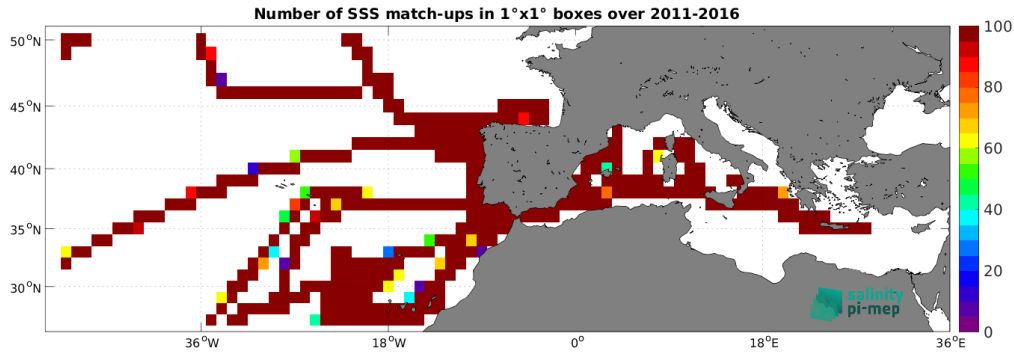 Number of SSS match-ups in 1°x1° boxes over 2011-2016
50°N
45°N
40°N
35°N
30°N
36°W
18°W
0°
18°E
36°E
100
80
60
40
20
0
salinity
pi-mep